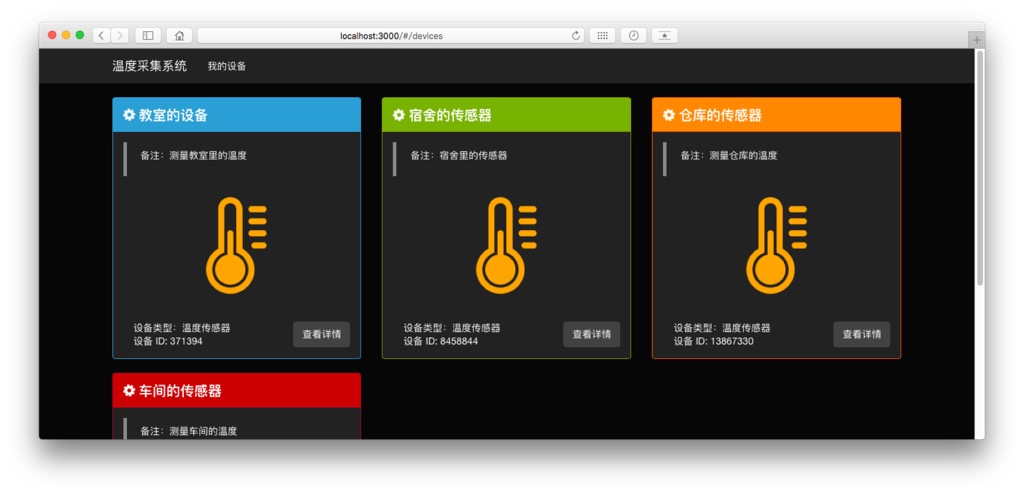 localhost:3000/#/devices
温度采集系统 我的设备
教室的设备
备注：测量教室里的温度
设备类型：温度传感器
设备 ID: 371394
查看详情
宿舍的传感器
备注：宿舍里的传感器
设备类型：温度传感器
设备 ID: 8458844
查看详情
仓库的传感器
备注：测量仓库的温度
设备类型：温度传感器
设备 ID: 13867330
查看详情
车间的传感器
备注：测量车间的温度